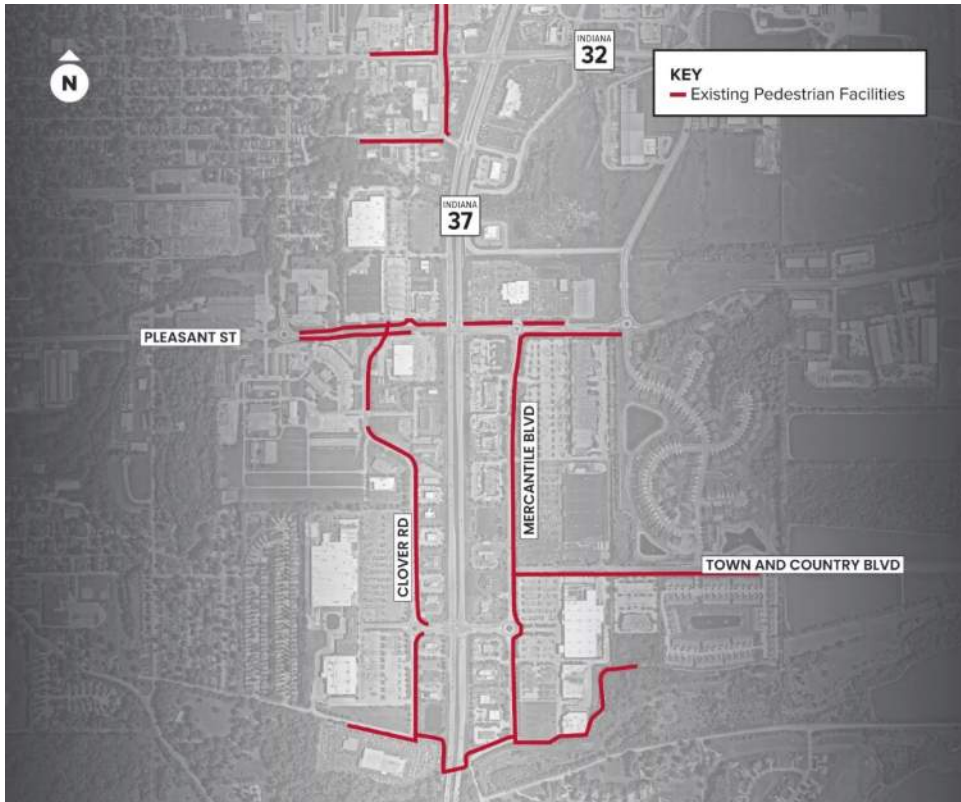 INDIANA
32
N
KEY
Existing Pedestrian Facilities
INDIANA
37
PLEASANT ST
MERCANTILE BLVD
CLOVER RD
TOWN AND COUNTRY BLVD